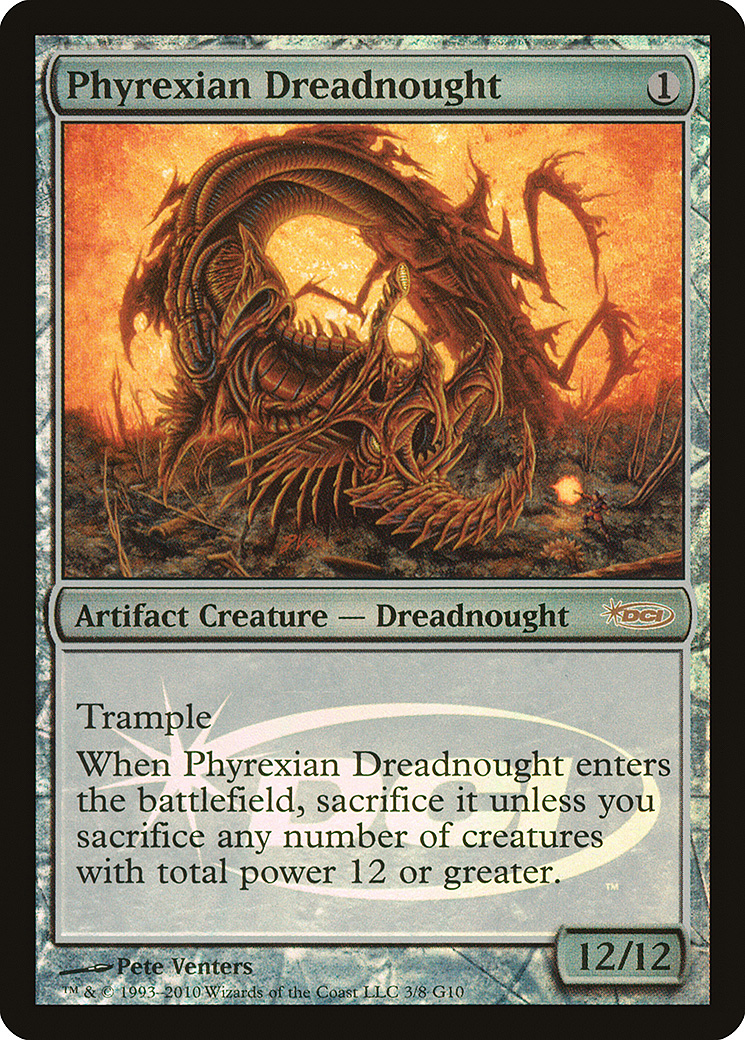 Phyrexian Dreadnought 1
Artifact Creature — Dreadnought DCI
Trample
When Phyrexian Dreadnought enters
the battlefield, sacrifice it unless you
sacrifice any number of creatures
with total power 12 or greater.
DCI
™
12/12
Pete Venters
™ & © 1993–2010 Wizards of the Coast LLC 3/8 G10